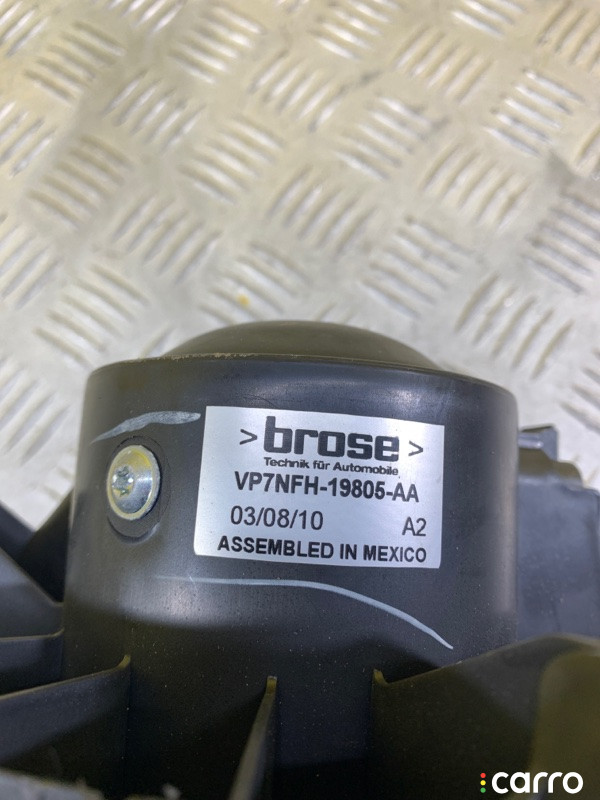 >brose>
Technik für Automobile
VP7NFH-19805-AA
03/08/10 A2
ASSEMBLED IN MEXICO
carro